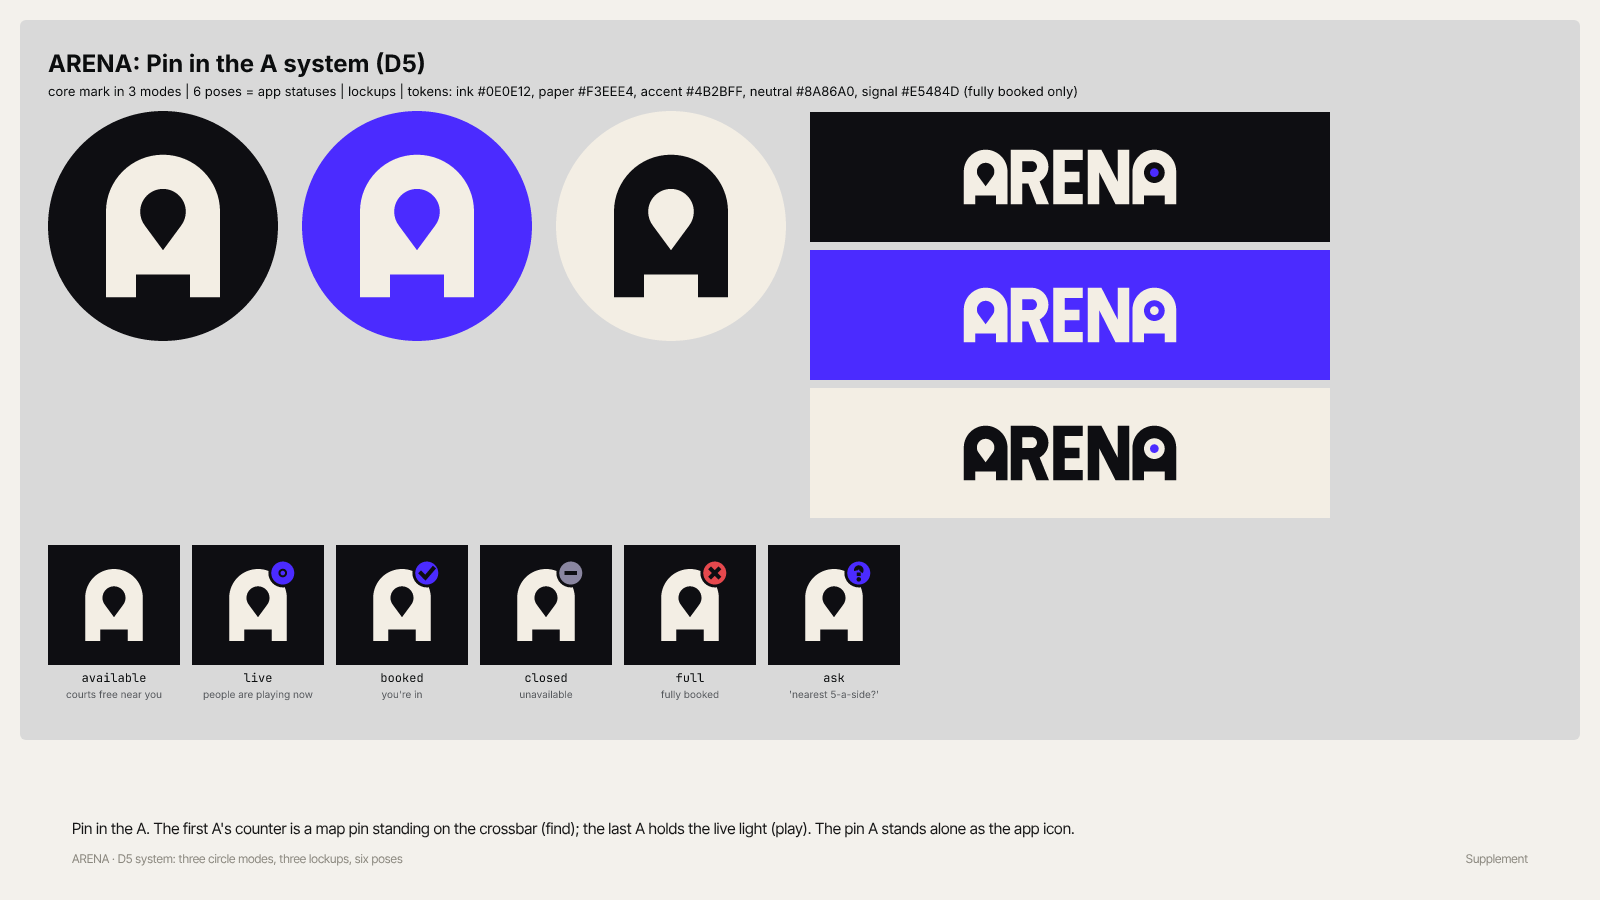 ARENA: Pin in the A system (D5)
core mark in 3 modes | 6 poses = app statuses | lockups | tokens: ink #0E0E12, paper #F3EEE4, accent #4B2BFF, neutral #8A86A0, signal #E5484D (fully booked only)
A
A
A
ARENA
ARENA
ARENA
A
A
A
A
A
A ?
available
courts free near you
live
people are playing now
booked
you're in
closed
unavailable
full
fully booked
ask
'nearest 5-a-side?'
Pin in the A. The first A's counter is a map pin standing on the crossbar (find); the last A holds the live light (play). The pin A stands alone as the app icon.
ARENA · D5 system: three circle modes, three lockups, six poses
Supplement